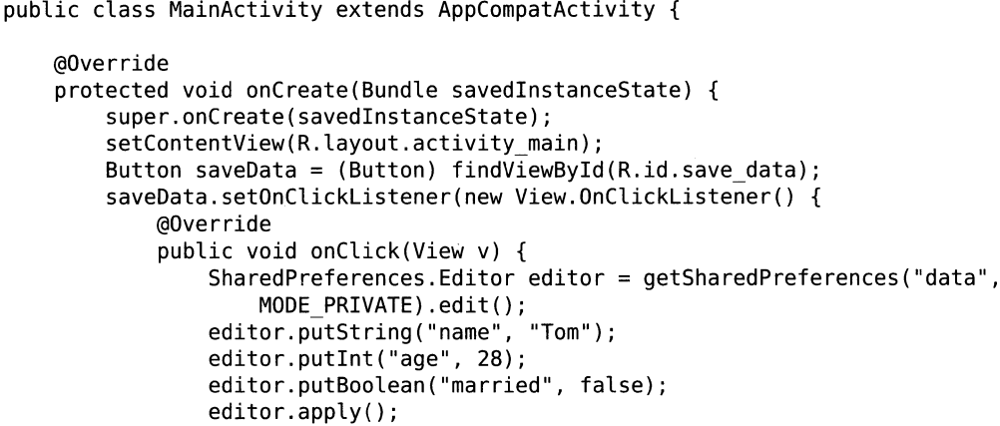 public class MainActivity extends AppCompatActivity {
@Override
protected void onCreate(Bundle savedInstanceState) {
super.onCreate(savedInstanceState);
setContentView(R.layout.activity_main);
Button saveData = (Button) findViewById(R.id.save_data);
saveData.setOnClickListener(new View.OnClickListener() {
@Override
public void onClick(View v) {
SharedPreferences.Editor editor = getSharedPreferences("data",
MODE_PRIVATE).edit();
editor.putString("name", "Tom");
editor.putInt("age", 28);
editor.putBoolean("married", false);
editor.apply();